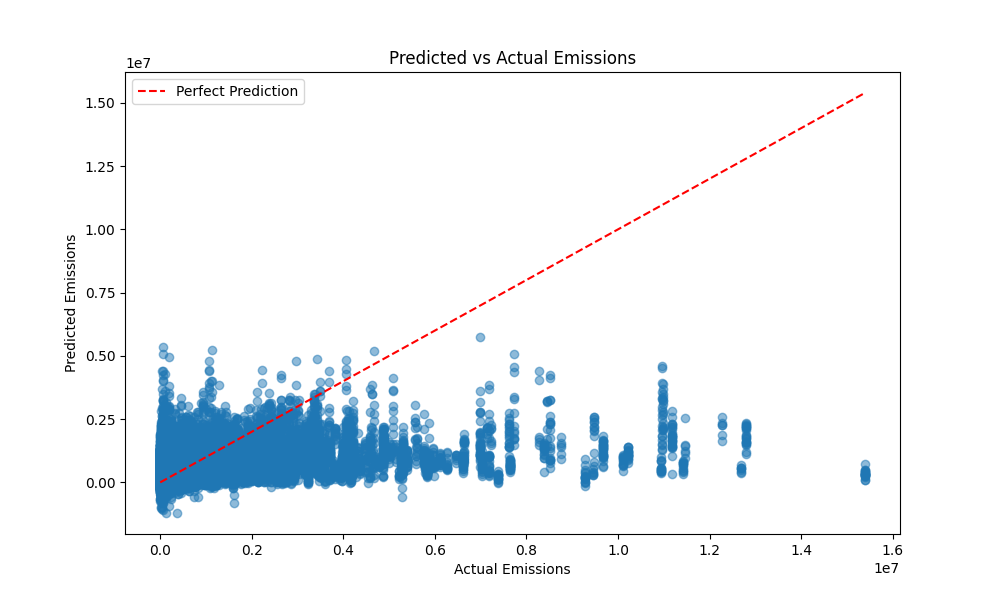 Predicted vs Actual Emissions
1e7
Perfect Prediction
1.50
1.25
1.00
0.75
0.50
0.25
0.00
Predicted Emissions
0.0 0.2 0.4 0.6 0.8 1.0 1.2 1.4 1.6
Actual Emissions
1e7